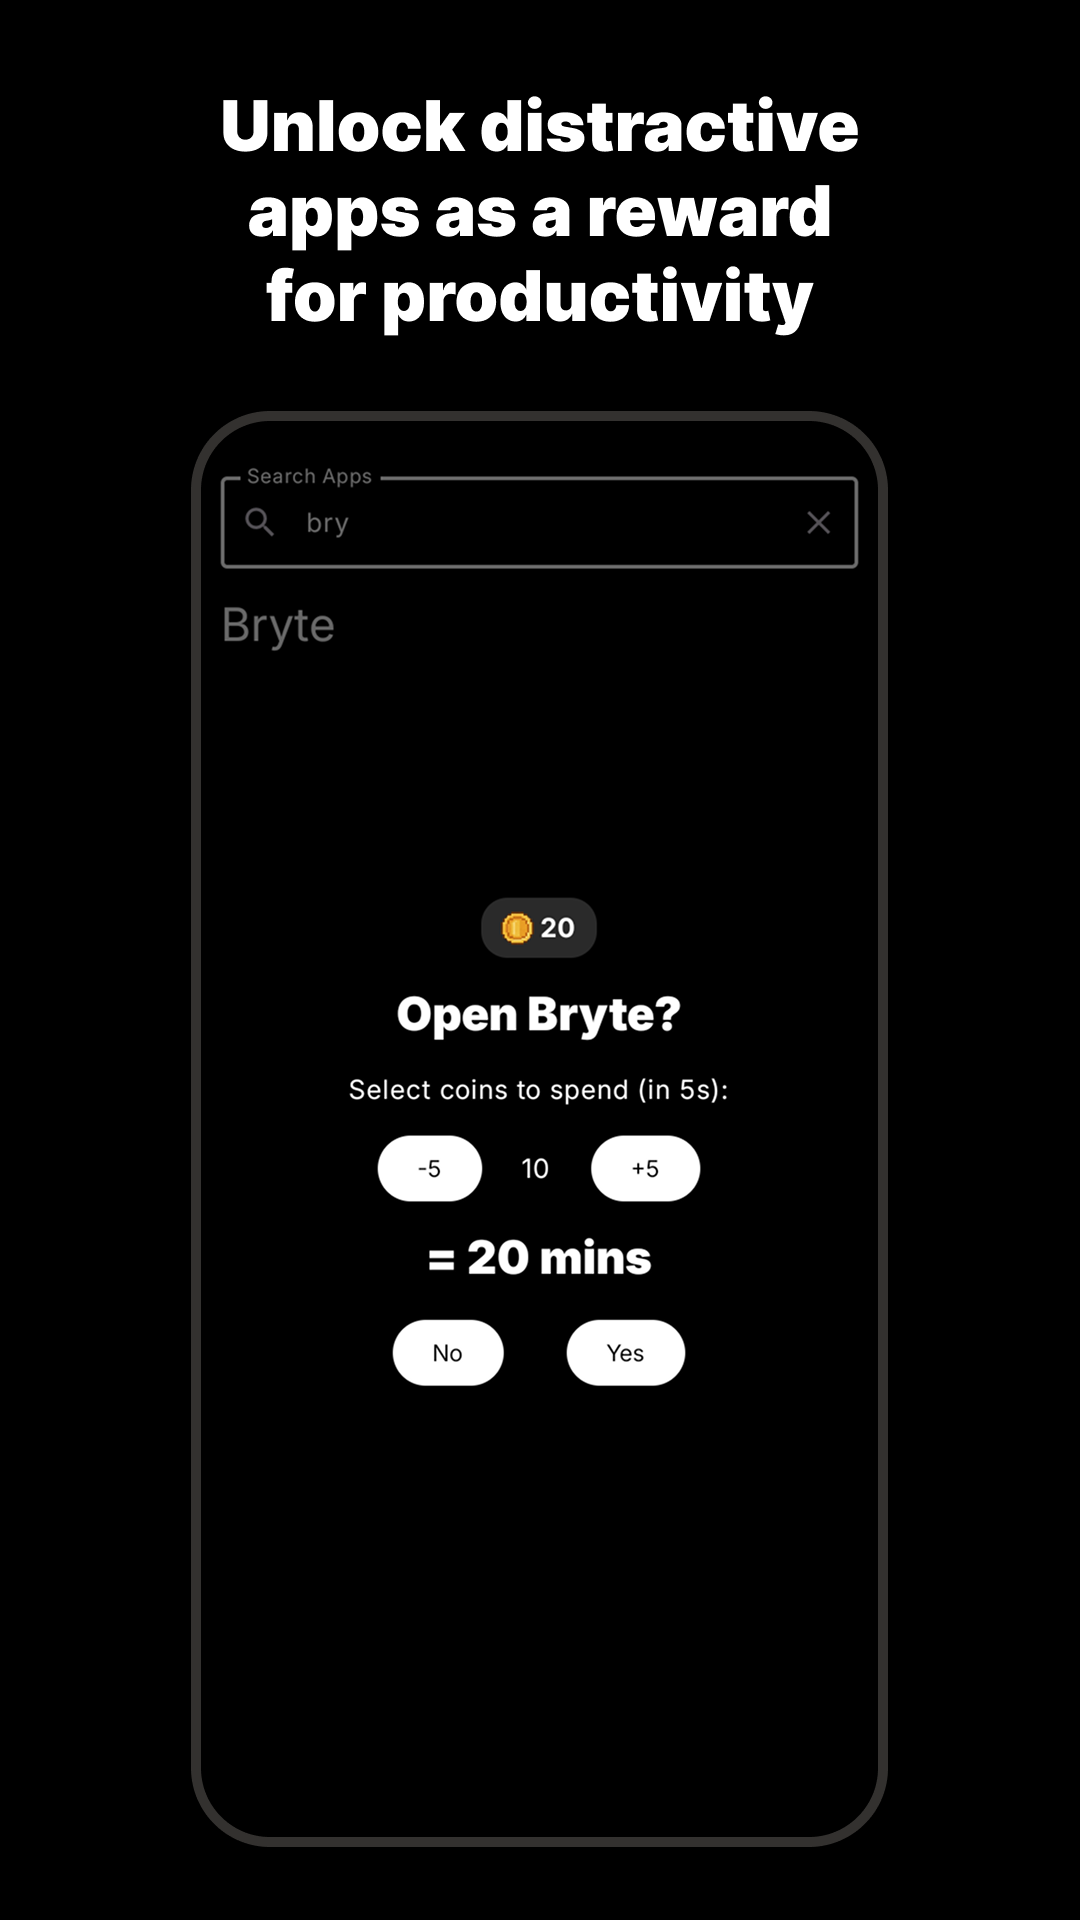 Unlock distractive
apps as a reward
for productivity
Search Apps
bry
Bryte
20
Open Bryte?
Select coins to spend (in 5s):
-5 10 +5
= 20 mins
No Yes